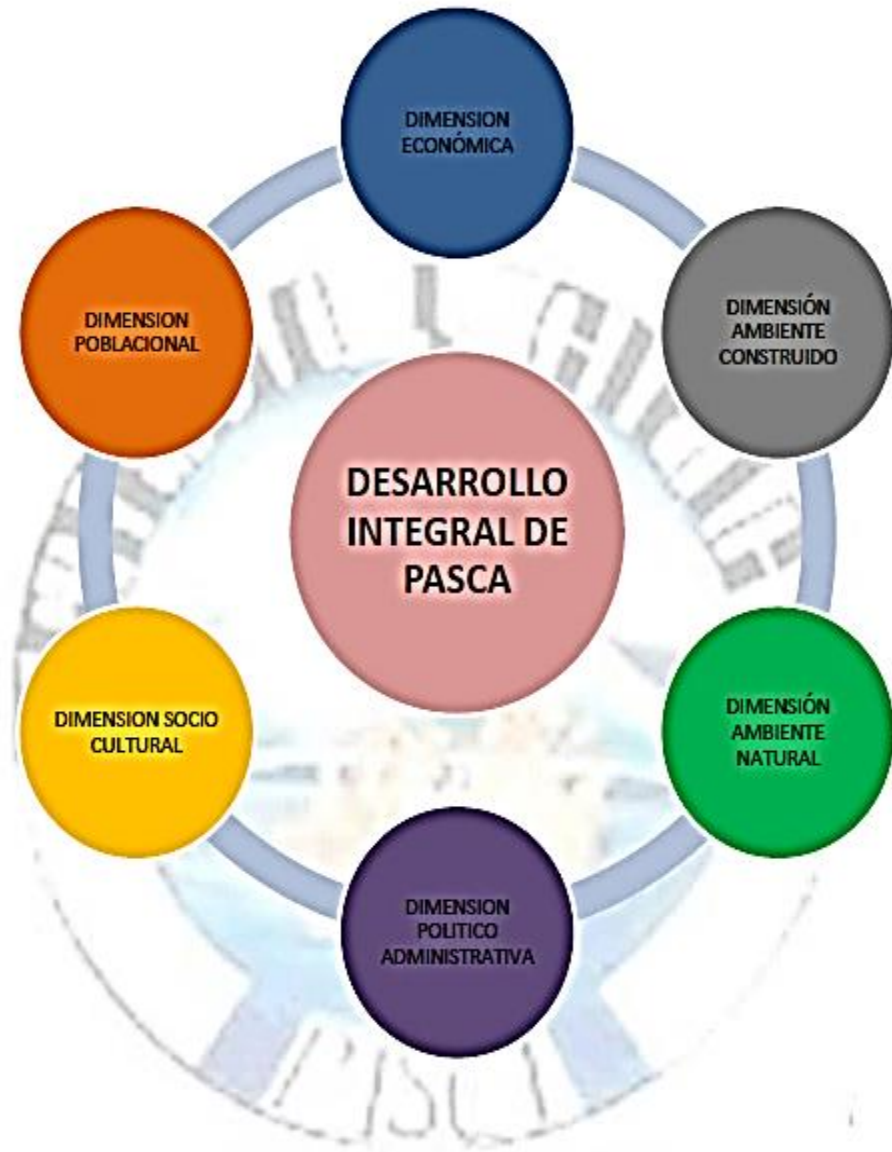 DIMENSION
ECONÓMICA
DIMENSIÓN
AMBIENTE
CONSTRUIDO
DIMENSIÓN
AMBIENTE
NATURAL
DIMENSION
POLITICO
ADMINISTRATIVA
DIMENSION SOCIO
CULTURAL
DIMENSION
POBLACIONAL
DESARROLLO
INTEGRAL DE
PASCA